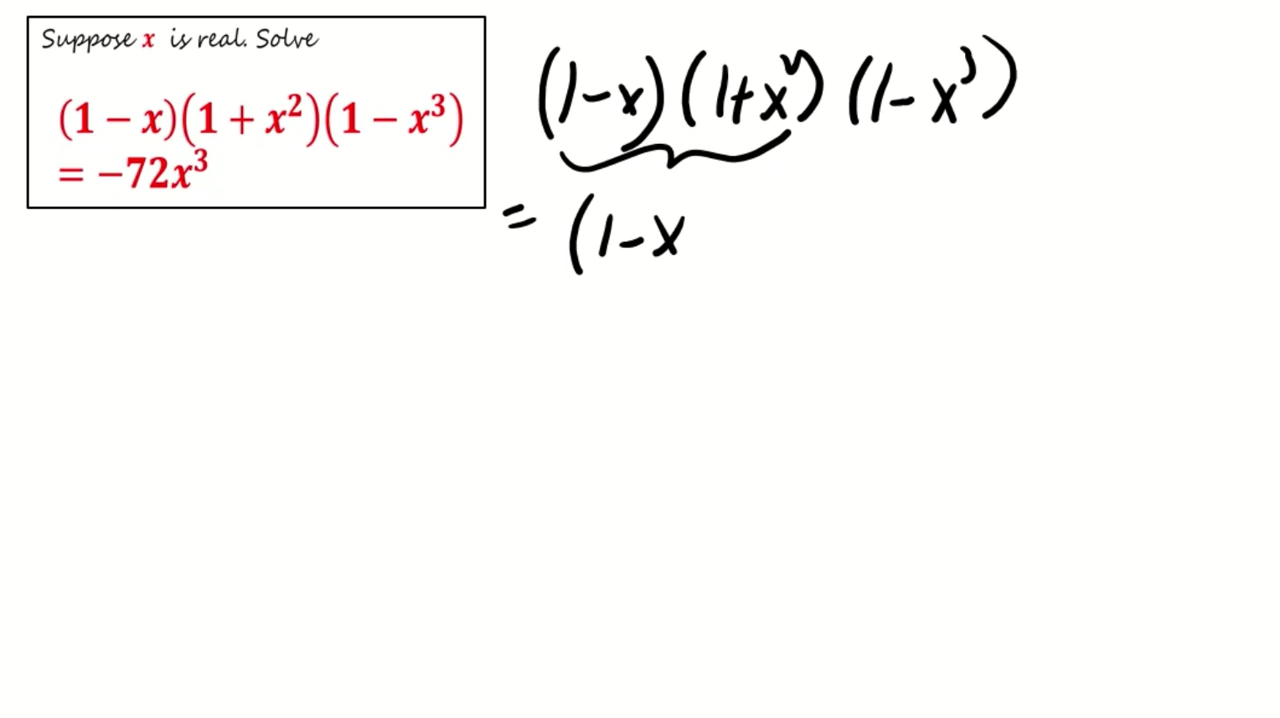 Suppose x is real. Solve
(1 − x)(1 + x²)(1 − x³)
= −72x³
(1-x)(1+x²)(1-x³)
= (1-x